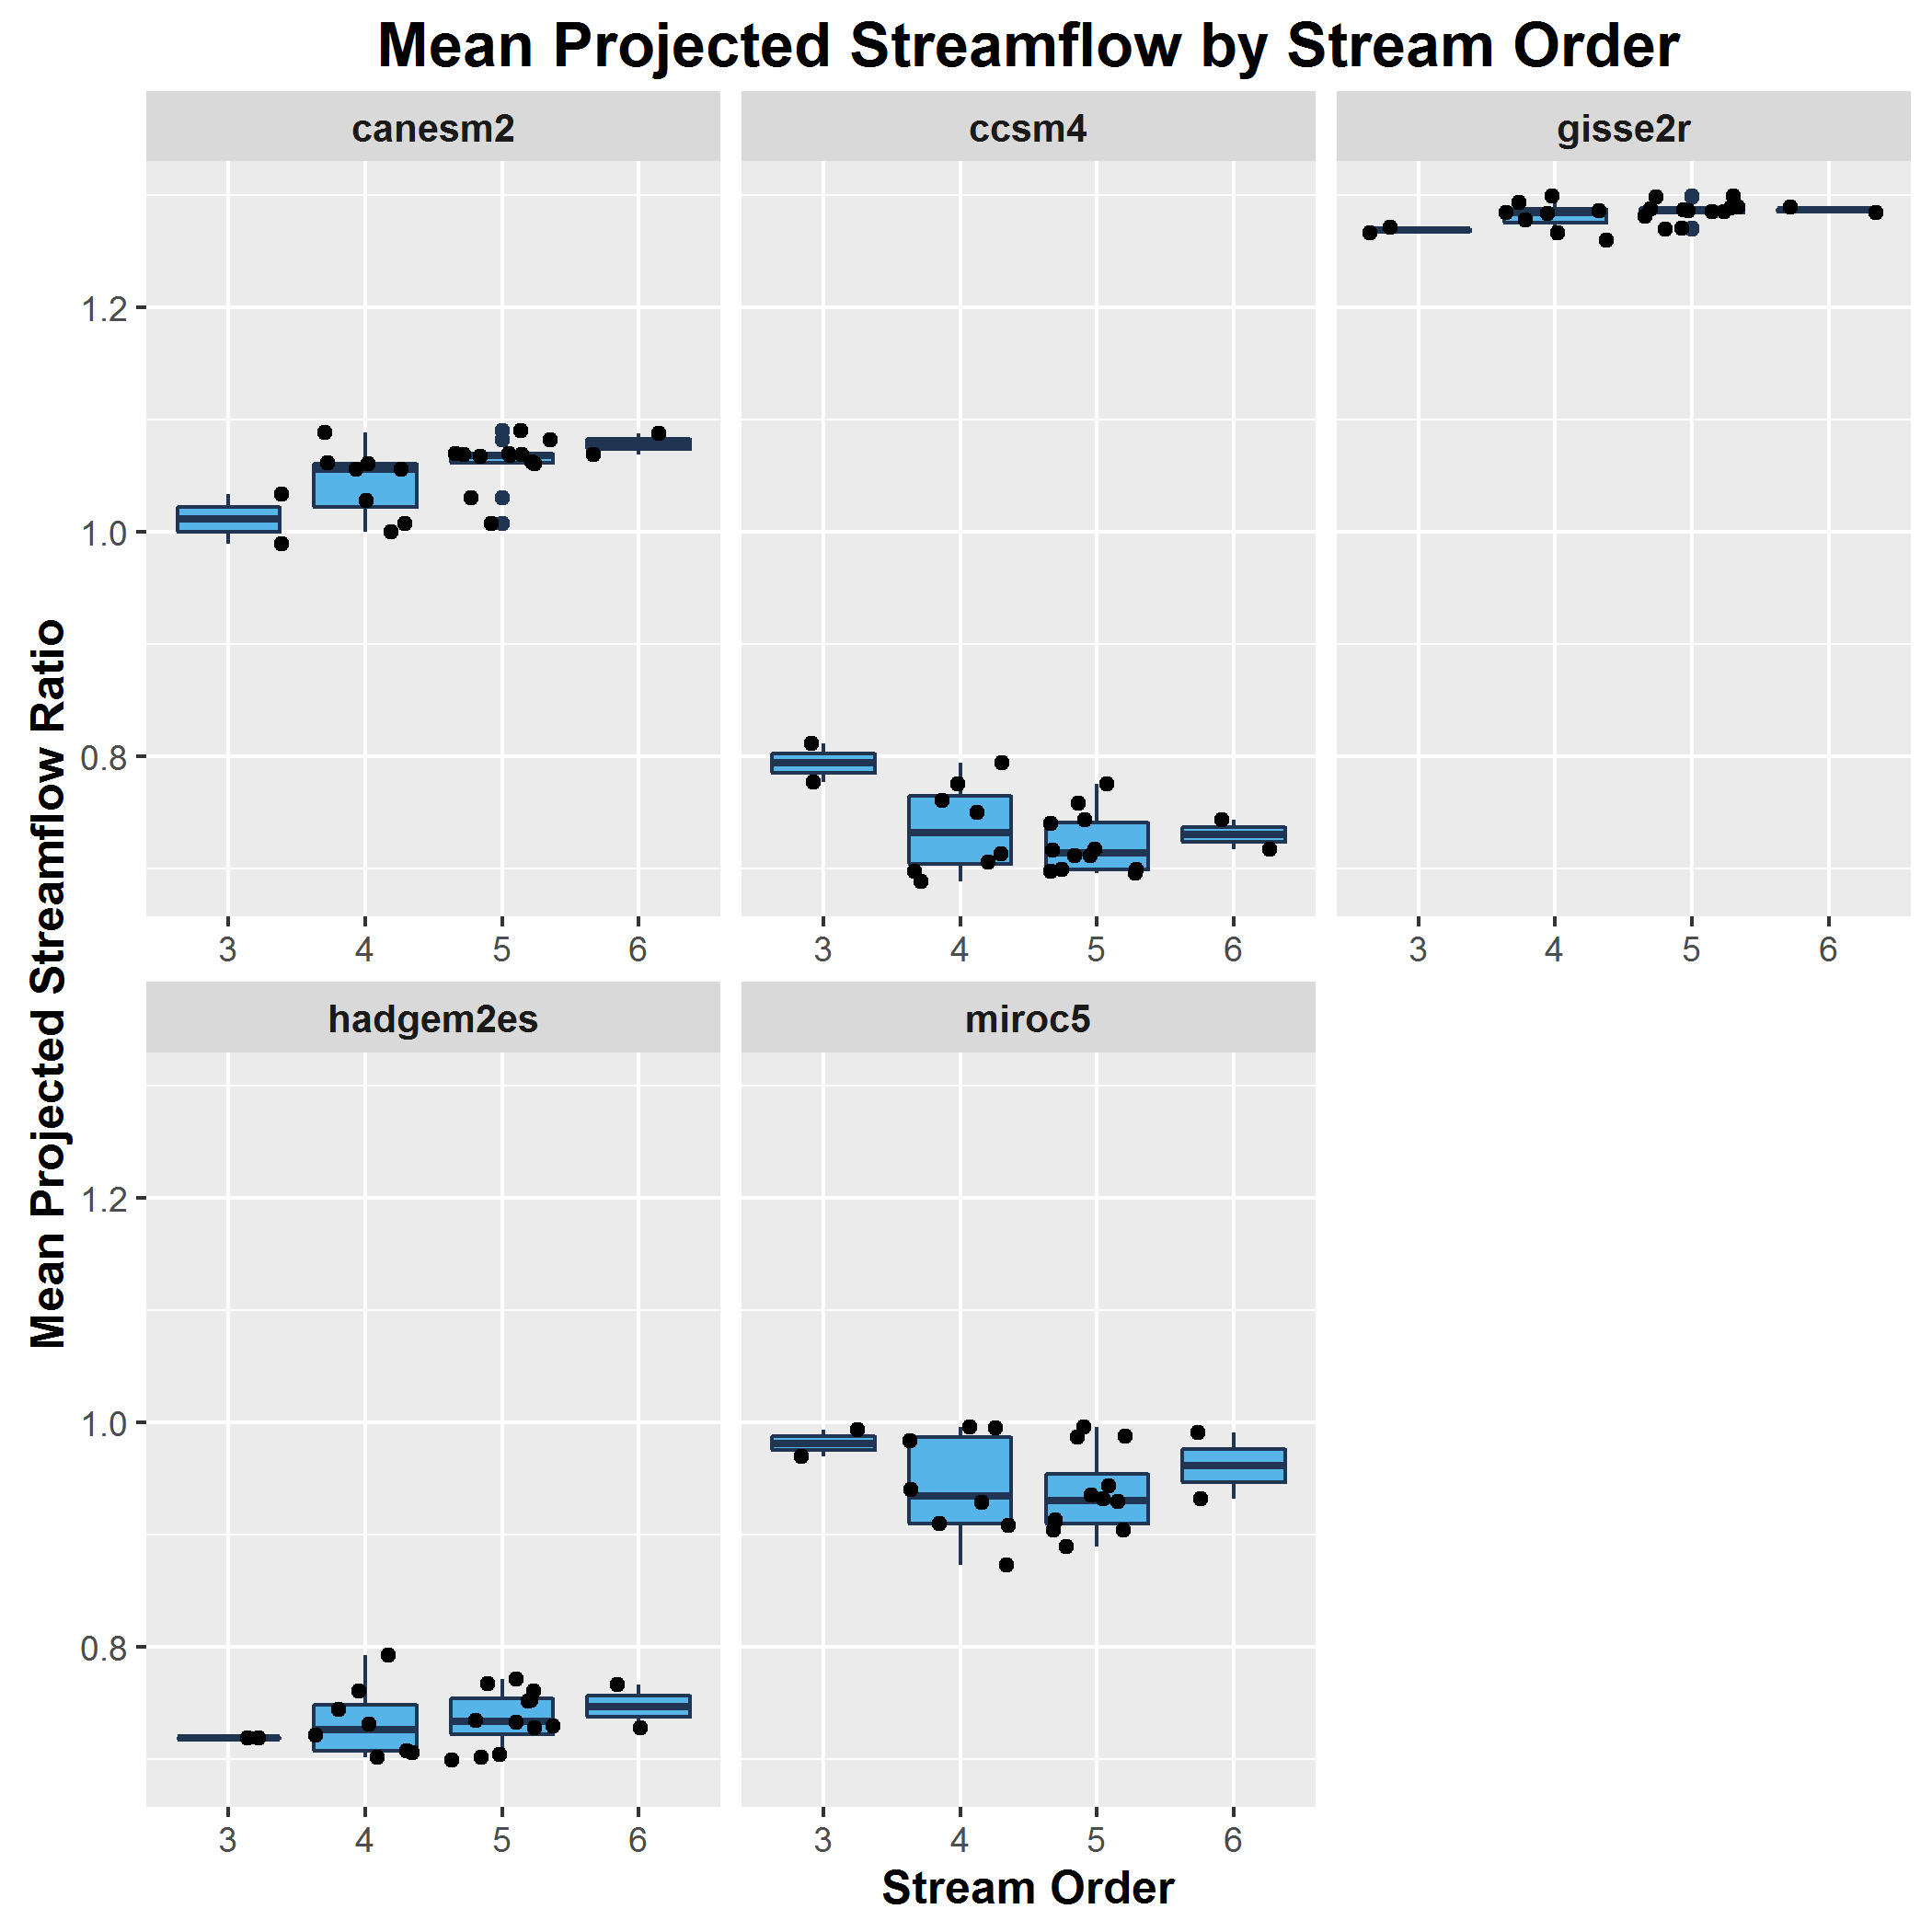 Mean Projected Streamflow by Stream Order
canesm2 ccsm4 gisse2r
1.2
1.0
0.8
3 4 5 6 3 4 5 6 3 4 5 6
hadgem2es miroc5
1.2
1.0
0.8
3 4 5 6 3 4 5 6
Mean Projected Streamflow Ratio
Stream Order